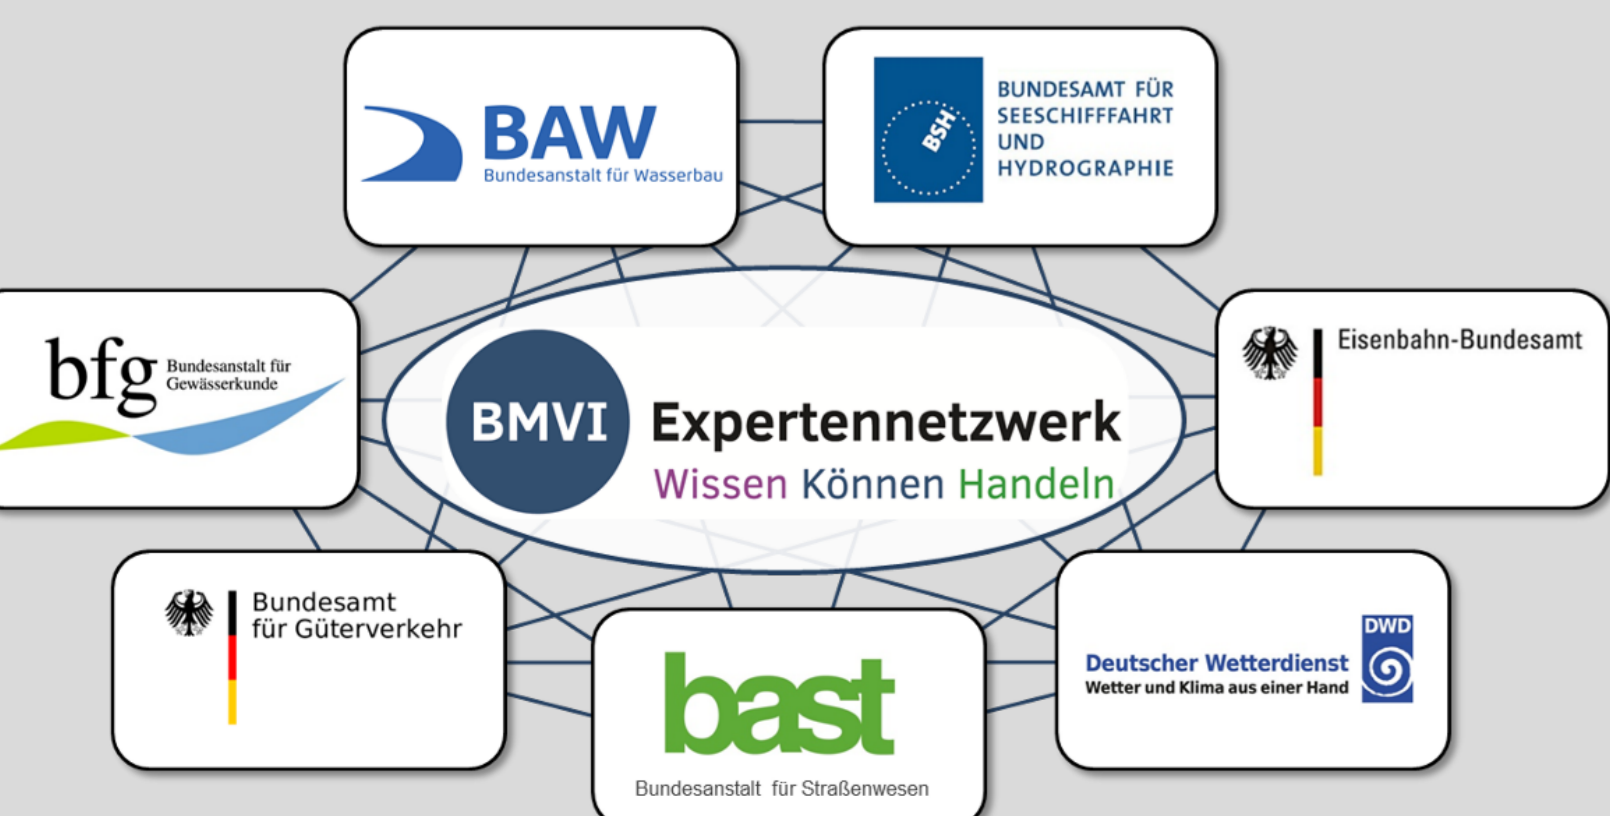 BAW
Bundesanstalt für Wasserbau
BSH
BUNDESAMT FÜR
SEESCHIFFFAHRT
UND
HYDROGRAPHIE
bfg
Bundesanstalt für
Gewässerkunde
BMVI
Expertennetzwerk
Wissen Können Handeln
Eisenbahn-Bundesamt
Bundesamt
für Güterverkehr
bast
Bundesanstalt für Straßenwesen
DWD
Deutscher Wetterdienst
Wetter und Klima aus einer Hand